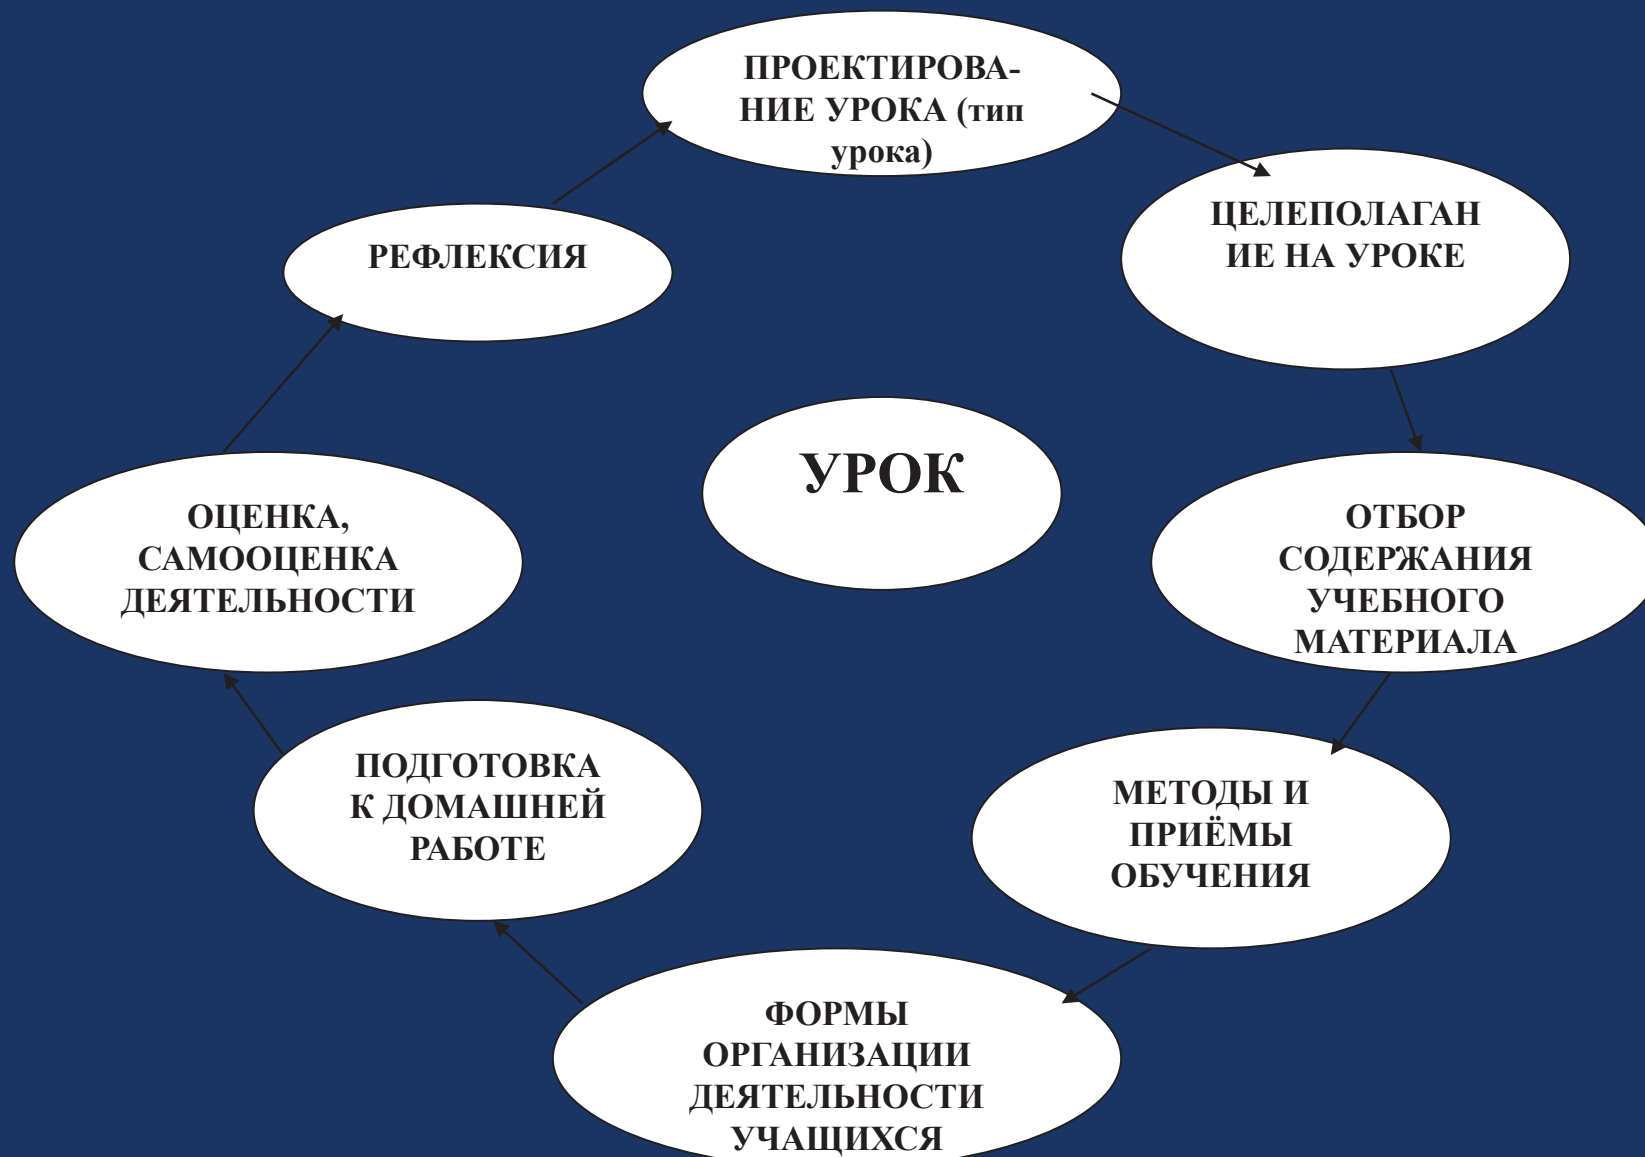 ПРОЕКТИРОВА-
НИЕ УРОКА (тип
урока)
ЦЕЛЕПОЛАГАН
ИЕ НА УРОКЕ
РЕФЛЕКСИЯ
УРОК
ОТБОР
СОДЕРЖАНИЯ
УЧЕБНОГО
МАТЕРИАЛА
ОЦЕНКА,
САМООЦЕНКА
ДЕЯТЕЛЬНОСТИ
МЕТОДЫ И
ПРИЁМЫ
ОБУЧЕНИЯ
ПОДГОТОВКА
К ДОМАШНЕЙ
РАБОТЕ
ФОРМЫ
ОРГАНИЗАЦИИ
ДЕЯТЕЛЬНОСТИ
УЧАЩИХСЯ